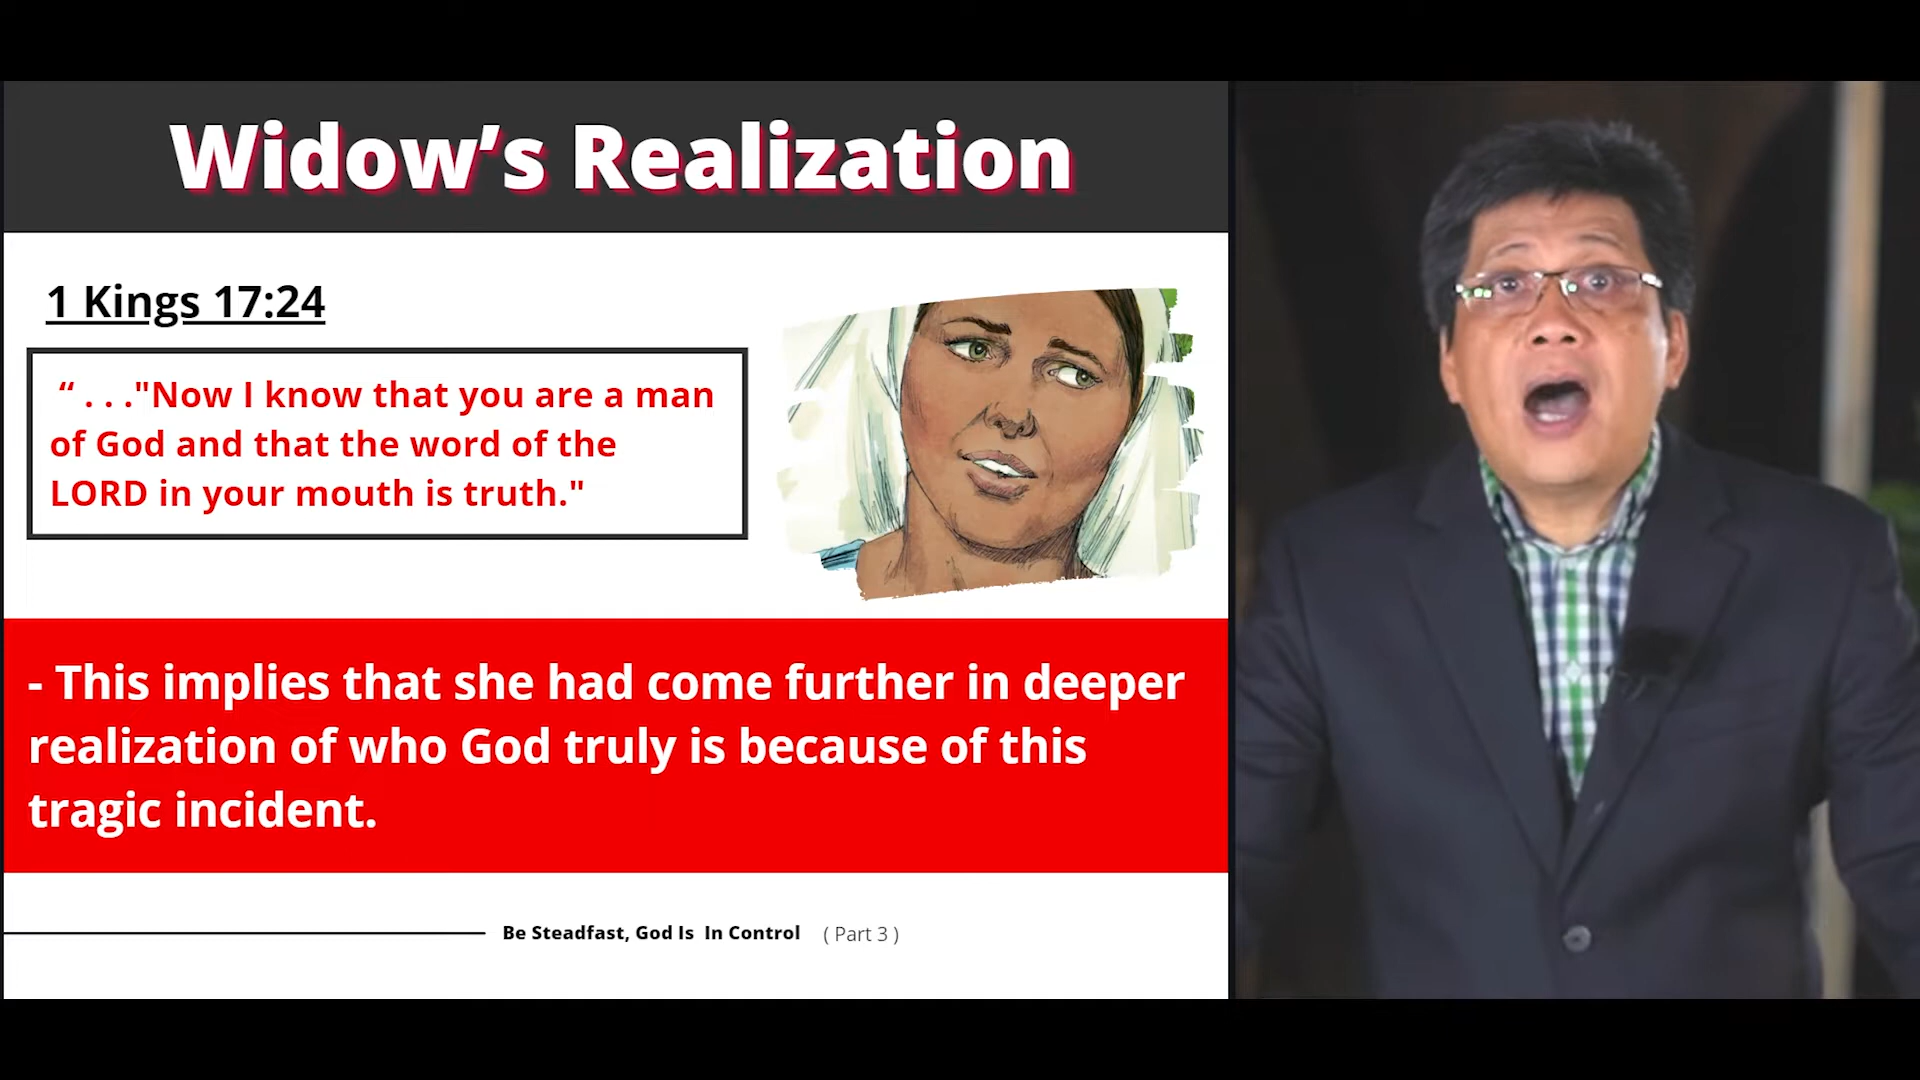 Widow’s Realization
1 Kings 17:24
“ . . ."Now I know that you are a man
of God and that the word of the
LORD in your mouth is truth."
- This implies that she had come further in deeper
realization of who God truly is because of this
tragic incident.
Be Steadfast, God Is In Control ( Part 3 )